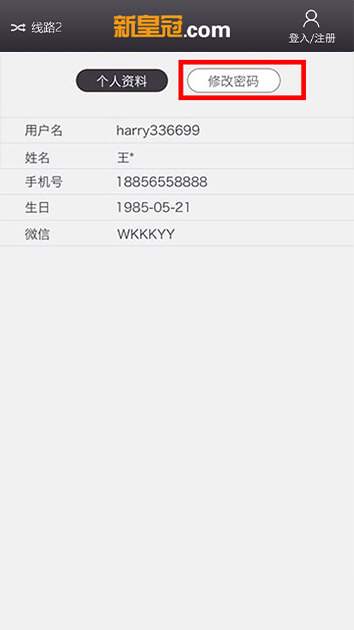 线路2
新皇冠.com
登入/注册
个人资料 修改密码
用户名 harry336699
姓名 王*
手机号 18856558888
生日 1985-05-21
微信 WKKKYY